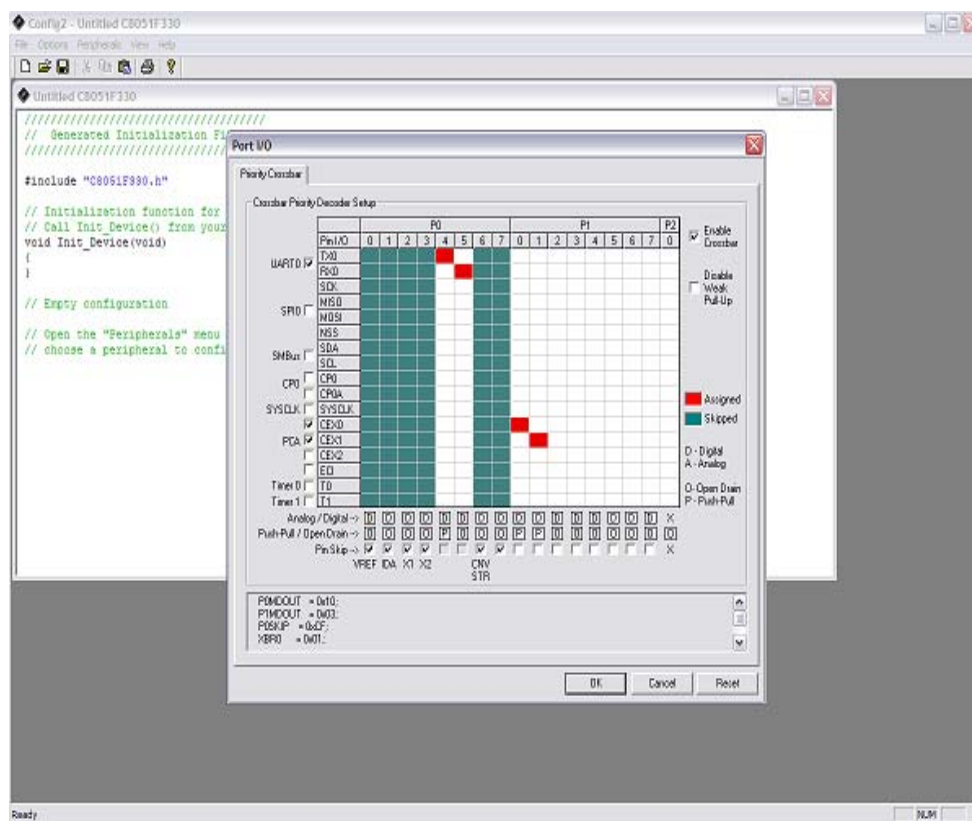 Config2 - Untitled C8051F330
File Options Peripherals View Help
Untitled C8051F330
///////////////////////////////////////
// Generated Initialization Fi
#include "C8051F330.h"
// Initialization function for
// Call Init_Device() from your
void Init_Device(void)
{
}
// Empty configuration
// Open the "Peripherals" menu
// choose a peripheral to confi
Port I/O
Priority Crossbar
Crossbar Priority Decoder Setup
P0 P1 P2
Pin I/O 0 1 2 3 4 5 6 7 0 1 2 3 4 5 6 7 0
UART0 TX0
RX0
SCK
SPI0 MISO
MOSI
NSS
SMBus SDA
SCL
CP0 CP0
CP0A
SYSCLK SYSCLK
CEX0
PCA CEX1
CEX2
ECI
Timer 0 T0
Timer 1 T1
Enable Crossbar
Disable Weak Pull-Up
Assigned
Skipped
D - Digital
A - Analog
O - Open Drain
P - Push-Pull
Analog / Digital ->
Push-Pull / Open Drain ->
Pin Skip ->
VREF IDA X1 X2 CNV STR
P0MDOUT = 0x10;
P1MDOUT = 0x03;
P0SKIP = 0xCF;
XBR0 = 0x01;
OK Cancel Reset
Ready NUM